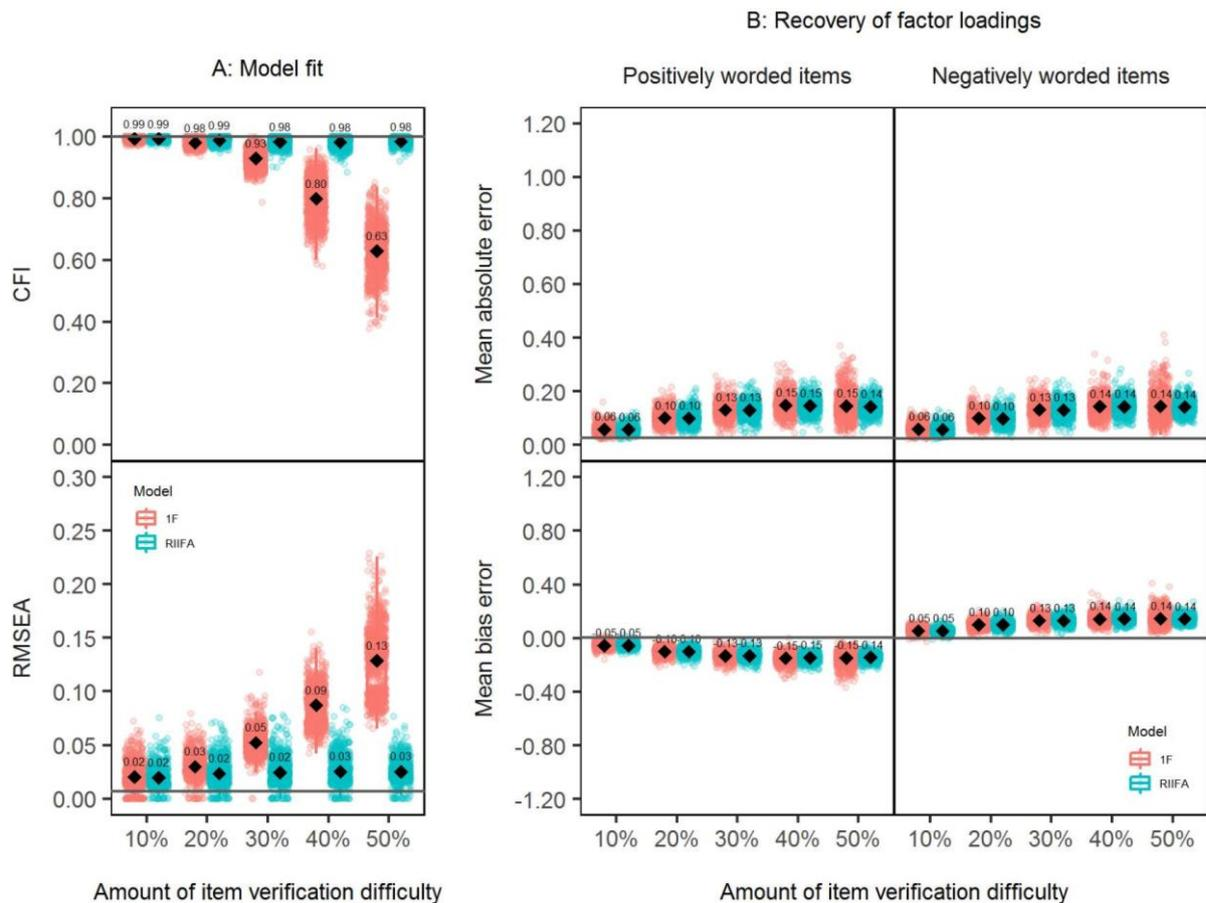 B: Recovery of factor loadings
A: Model fit
Positively worded items
Negatively worded items
CFI
1.00
0.80
0.60
0.40
0.20
0.00
0.99 0.99 0.98 0.99 0.93 0.98 0.80 0.98 0.63 0.98
Mean absolute error
1.20
1.00
0.80
0.60
0.40
0.20
0.00
0.06 0.06 0.10 0.10 0.13 0.13 0.15 0.15 0.15 0.14
0.06 0.06 0.10 0.10 0.13 0.13 0.14 0.14 0.14 0.14
RMSEA
0.30
0.25
0.20
0.15
0.10
0.05
0.00
Model
1F
RIIFA
0.02 0.02 0.03 0.02 0.05 0.02 0.09 0.03 0.13 0.03
10% 20% 30% 40% 50%
Amount of item verification difficulty
Mean bias error
1.20
0.80
0.40
0.00
-0.40
-0.80
-1.20
-0.05 -0.05 -0.10 -0.10 -0.13 -0.13 -0.15 -0.15 -0.15 -0.14
0.05 0.05 0.10 0.10 0.13 0.13 0.14 0.14 0.14 0.14
Model
1F
RIIFA
10% 20% 30% 40% 50%
10% 20% 30% 40% 50%
Amount of item verification difficulty